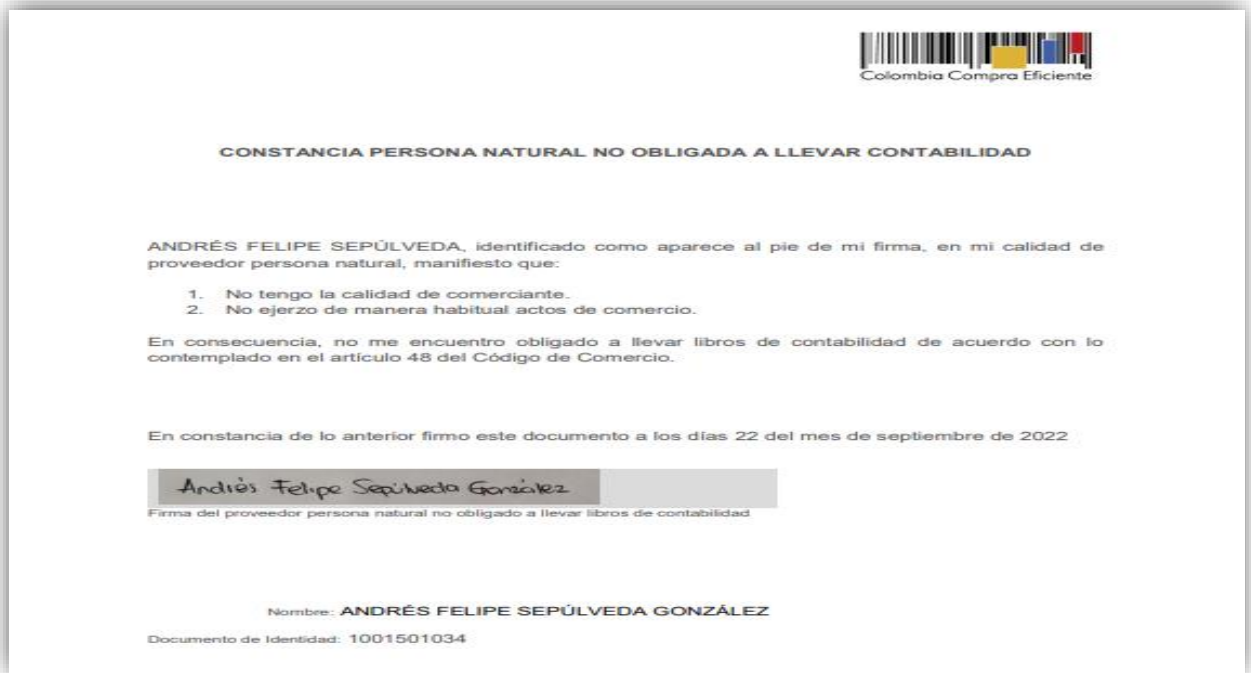 Colombia Compra Eficiente
CONSTANCIA PERSONA NATURAL NO OBLIGADA A LLEVAR CONTABILIDAD
ANDRÉS FELIPE SEPÚLVEDA, identificado como aparece al pie de mi firma, en mi calidad de
proveedor persona natural, manifiesto que:
1. No tengo la calidad de comerciante.
2. No ejerzo de manera habitual actos de comercio.
En consecuencia, no me encuentro obligado a llevar libros de contabilidad de acuerdo con lo
contemplado en el artículo 48 del Código de Comercio.
En constancia de lo anterior firmo este documento a los días 22 del mes de septiembre de 2022
Andrés Felipe Sepúlveda González
Firma del proveedor persona natural no obligado a llevar libros de contabilidad
Nombre: ANDRÉS FELIPE SEPÚLVEDA GONZÁLEZ
Documento de Identidad: 1001501034